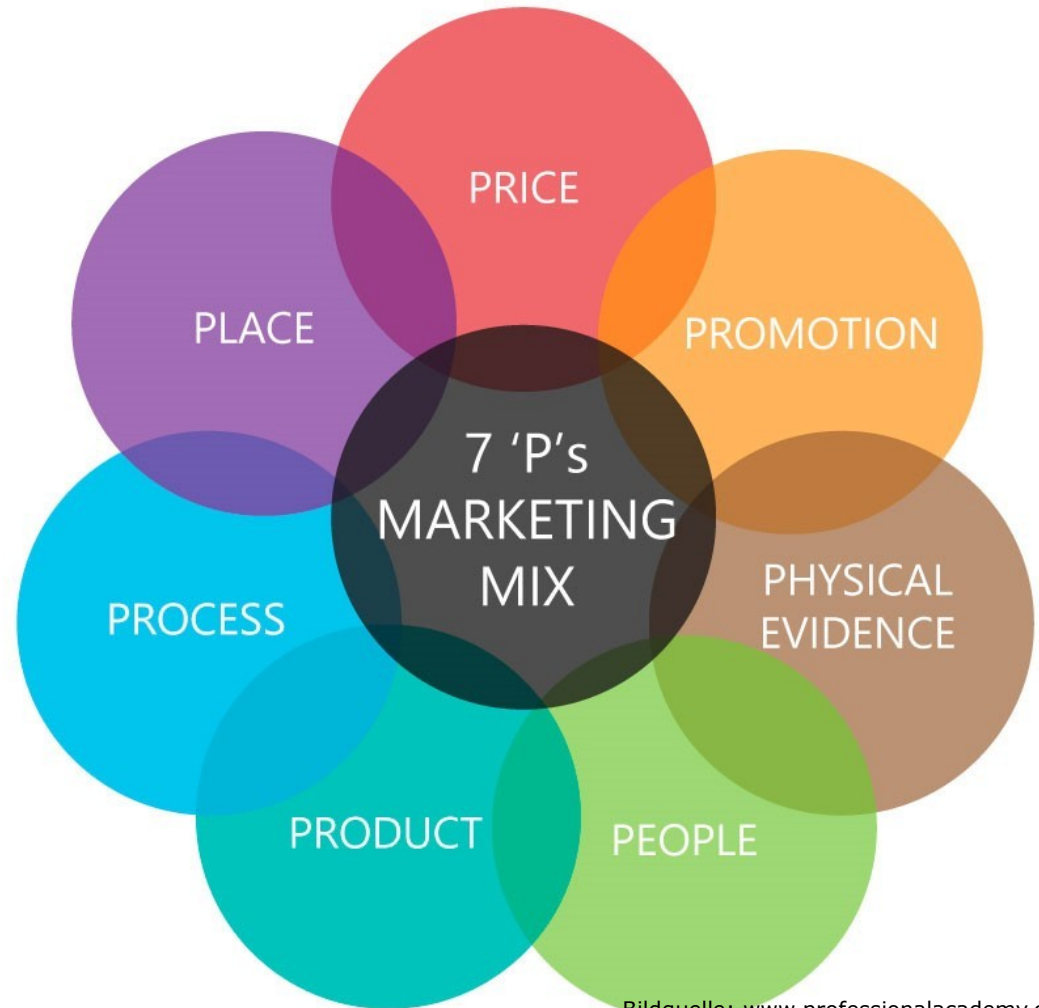 PRICE
PROMOTION
PLACE
7 ‘P’s
MARKETING
MIX
PHYSICAL
EVIDENCE
PROCESS
PRODUCT
PEOPLE
Bildquelle: www.professionalacademy.c